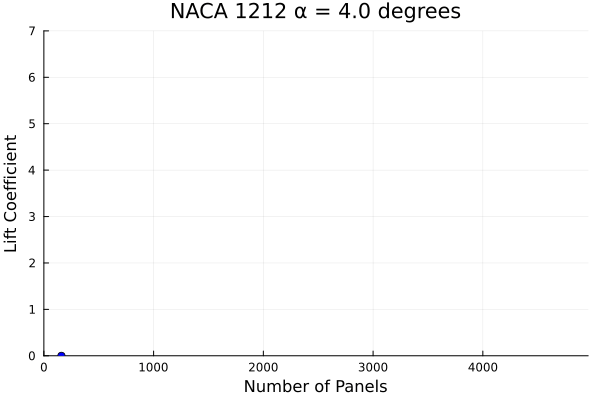 NACA 1212 α = 4.0 degrees
7
6
5
4
3
2
1
0
Lift Coefficient
0 1000 2000 3000 4000
Number of Panels